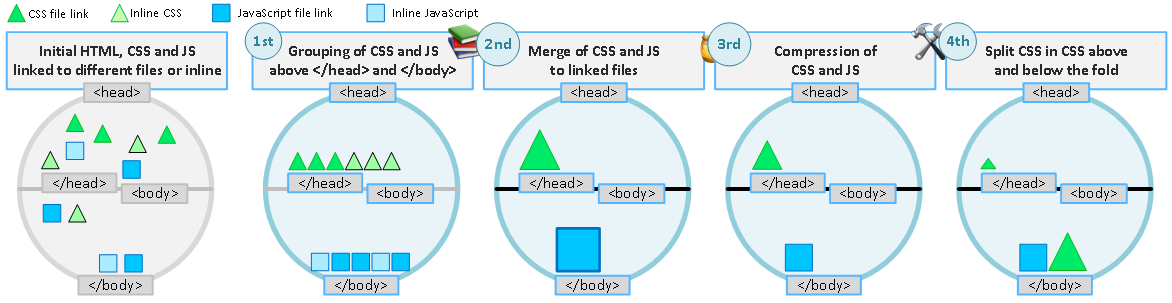 CSS file link
Inline CSS
JavaScript file link
Inline JavaScript
Initial HTML, CSS and JS
linked to different files or inline
<head>
</head>
<body>
</body>
1st
Grouping of CSS and JS
above </head> and </body>
<head>
</head>
<body>
</body>
2nd
Merge of CSS and JS
to linked files
<head>
</head>
<body>
</body>
3rd
Compression of
CSS and JS
<head>
</head>
<body>
</body>
4th
Split CSS in CSS above
and below the fold
<head>
</head>
<body>
</body>